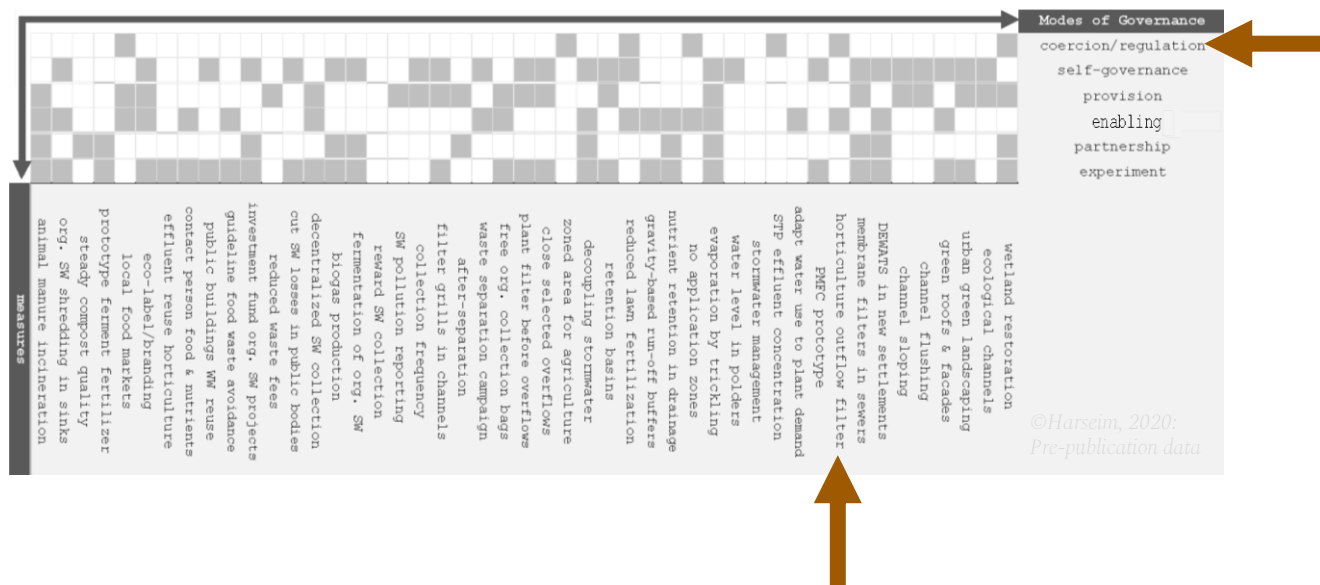 Modes of Governance
coercion/regulation
self-governance
provision
enabling
partnership
experiment
measures
animal manure incineration
org. SW shredding in sinks
steady compost quality
prototype ferment fertilizer
local food markets
eco-label/branding
effluent reuse horticulture
contact person food & nutrients
public buildings WW reuse
guideline food waste avoidance
investment fund org. SW projects
reduced waste fees
cut SW losses in public bodies
decentralized SW collection
biogas production
fermentation of org. SW
reward SW collection
SW pollution reporting
collection frequency
filter grills in channels
after-separation
waste separation campaign
free org. collection bags
plant filter before overflows
close selected overflows
zoned area for agriculture
decoupling stormwater
retention basins
reduced lawn fertilization
gravity-based run-off buffers
nutrient retention in drainage
no application zones
evaporation by trickling
water level in polders
stormwater management
STP effluent concentration
adapt water use to plant demand
PMFC prototype
horticulture outflow filter
membrane filters in sewers
DEWATS in new settlements
channel sloping
channel flushing
green roofs & facades
urban green landscaping
ecological channels
wetland restoration
©Harseim, 2020:
Pre-publication data